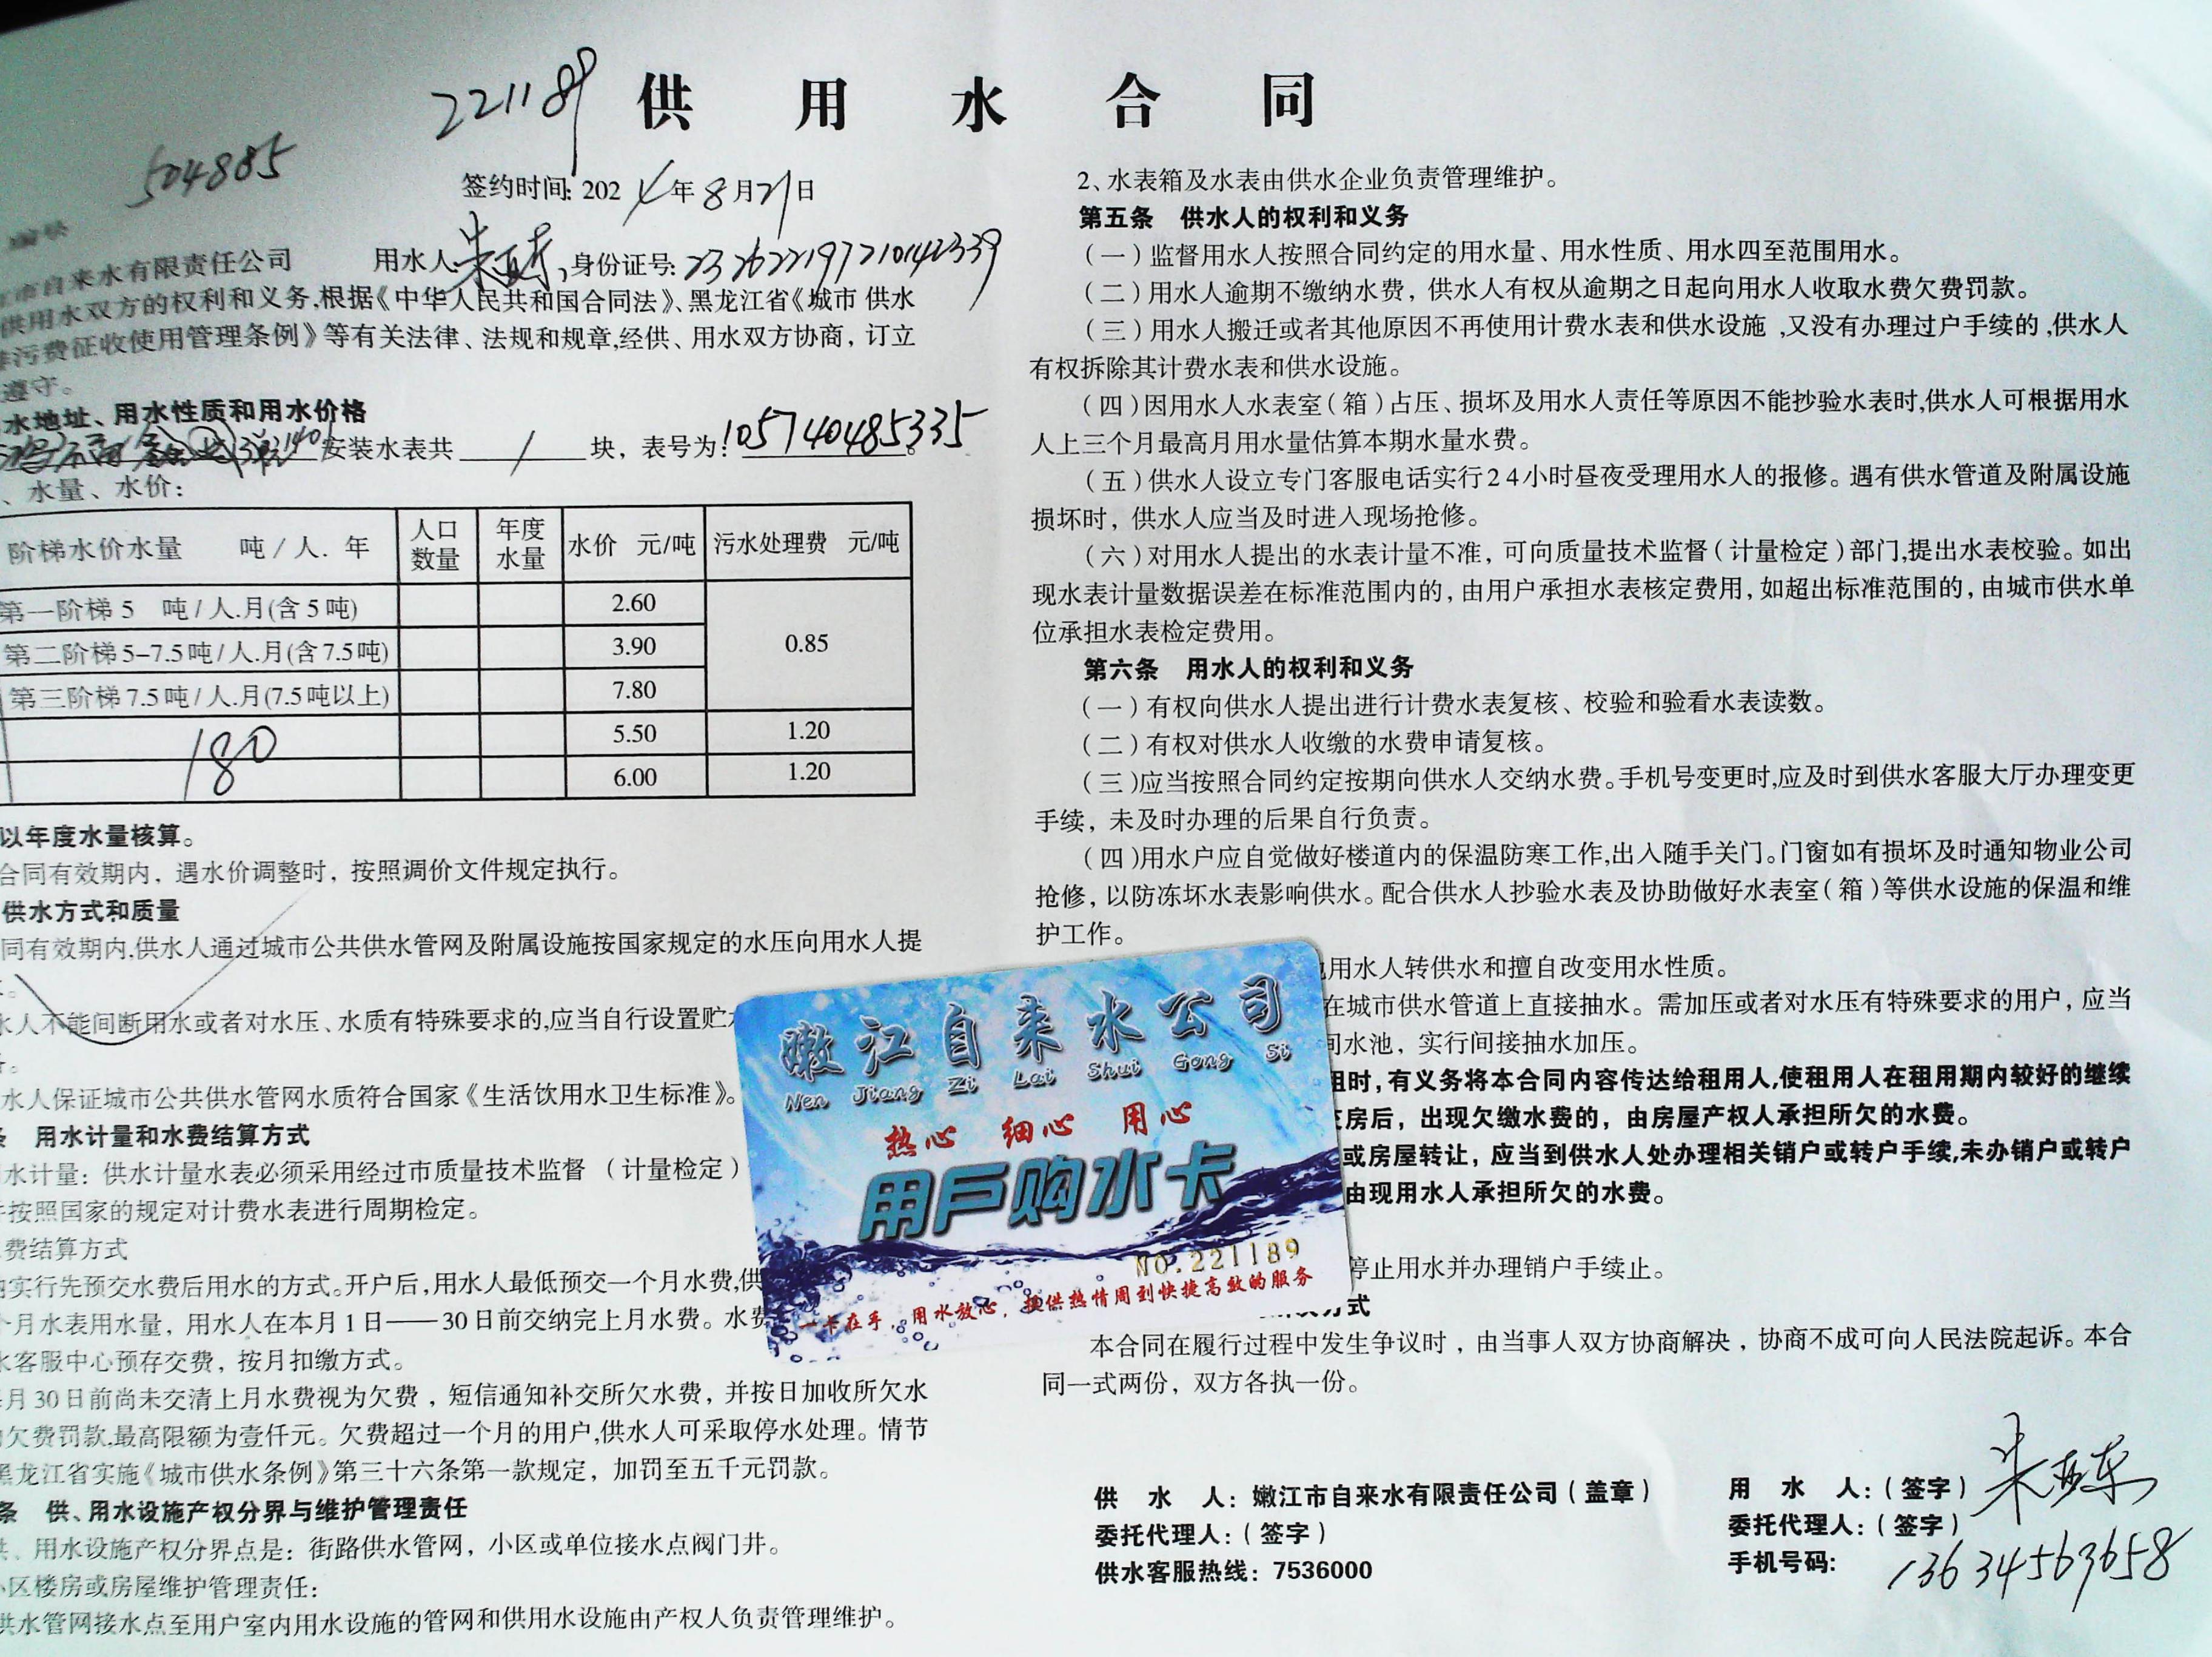 供用水合同
221189
504885
签约时间:2024年8月21日
市自来水有限责任公司 用水人 朱亚东,身份证号:232622197210142339
供用水双方的权利和义务,根据《中华人民共和国合同法》、黑龙江省《城市 供水
排污费征收使用管理条例》等有关法律、法规和规章,经供、用水双方协商,订立
遵守。
水地址、用水性质和用水价格
安装水表共 1 块,表号为:105740485335。
、水量、水价:
阶梯水价水量 吨/人.年 人口数量 年度水量 水价 元/吨 污水处理费 元/吨
第一阶梯5 吨/人.月(含5吨) 2.60 0.85
第二阶梯5-7.5吨/人.月(含7.5吨) 3.90
第三阶梯7.5吨/人.月(7.5吨以上) 7.80
180 5.50 1.20
6.00 1.20
以年度水量核算。
合同有效期内,遇水价调整时,按照调价文件规定执行。
供水方式和质量
同有效期内,供水人通过城市公共供水管网及附属设施按国家规定的水压向用水人提
水人不能间断用水或者对水压、水质有特殊要求的,应当自行设置贮
水人保证城市公共供水管网水质符合国家《生活饮用水卫生标准》。
条 用水计量和水费结算方式
水计量:供水计量水表必须采用经过市质量技术监督(计量检定)
按照国家的规定对计费水表进行周期检定。
费结算方式
实行先预交水费后用水的方式。开户后,用水人最低预交一个月水费,供
个月水表用水量,用水人在本月1日——30日前交纳完上月水费。水费
水客服中心预存交费,按月扣缴方式。
月30日前尚未交清上月水费视为欠费,短信通知补交所欠水费,并按日加收所欠水
欠费罚款,最高限额为壹仟元。欠费超过一个月的用户,供水人可采取停水处理。情节
黑龙江省实施《城市供水条例》第三十六条第一款规定,加罚至五千元罚款。
条 供、用水设施产权分界与维护管理责任
供、用水设施产权分界点是:街路供水管网,小区或单位接水点阀门井。
小区楼房或房屋维护管理责任:
供水管网接水点至用户室内用水设施的管网和供用水设施由产权人负责管理维护。
2、水表箱及水表由供水企业负责管理维护。
第五条 供水人的权利和义务
(一)监督用水人按照合同约定的用水量、用水性质、用水四至范围用水。
(二)用水人逾期不缴纳水费,供水人有权从逾期之日起向用水人收取水费欠费罚款。
(三)用水人搬迁或者其他原因不再使用计费水表和供水设施,又没有办理过户手续的,供水人
有权拆除其计费水表和供水设施。
(四)因用水人水表室(箱)占压、损坏及用水人责任等原因不能抄验水表时,供水人可根据用水
人上三个月最高月用水量估算本期水量水费。
(五)供水人设立专门客服电话实行24小时昼夜受理用水人的报修。遇有供水管道及附属设施
损坏时,供水人应当及时进入现场抢修。
(六)对用水人提出的水表计量不准,可向质量技术监督(计量检定)部门,提出水表校验。如出
现水表计量数据误差在标准范围内的,由用户承担水表核定费用,如超出标准范围的,由城市供水单
位承担水表检定费用。
第六条 用水人的权利和义务
(一)有权向供水人提出进行计费水表复核、校验和验看水表读数。
(二)有权对供水人收缴的水费申请复核。
(三)应当按照合同约定按期向供水人交纳水费。手机号变更时,应及时到供水客服大厅办理变更
手续,未及时办理的后果自行负责。
(四)用水户应自觉做好楼道内的保温防寒工作,出入随手关门。门窗如有损坏及时通知物业公司
抢修,以防冻坏水表影响供水。配合供水人抄验水表及协助做好水表室(箱)等供水设施的保温和维
护工作。
用水人转供水和擅自改变用水性质。
在城市供水管道上直接抽水。需加压或者对水压有特殊要求的用户,应当
间水池,实行间接抽水加压。
租时,有义务将本合同内容传达给租用人,使租用人在租用期内较好的继续
房后,出现欠缴水费的,由房屋产权人承担所欠的水费。
或房屋转让,应当到供水人处办理相关销户或转户手续,未办销户或转户
由现用水人承担所欠的水费。
停止用水并办理销户手续止。
方式
本合同在履行过程中发生争议时,由当事人双方协商解决,协商不成可向人民法院起诉。本合
同一式两份,双方各执一份。
供水人:嫩江市自来水有限责任公司(盖章)
委托代理人:(签字)
供水客服热线:7536000
用水人:(签字)朱亚东
委托代理人:(签字)
手机号码:13634563658
嫩江自来水公司
Nen Jiang Zi Lai Shui Gong Si
热心 细心 用心
用戶购水卡
NO.221189
一卡在手,用水放心,提供热情周到快捷高效的服务